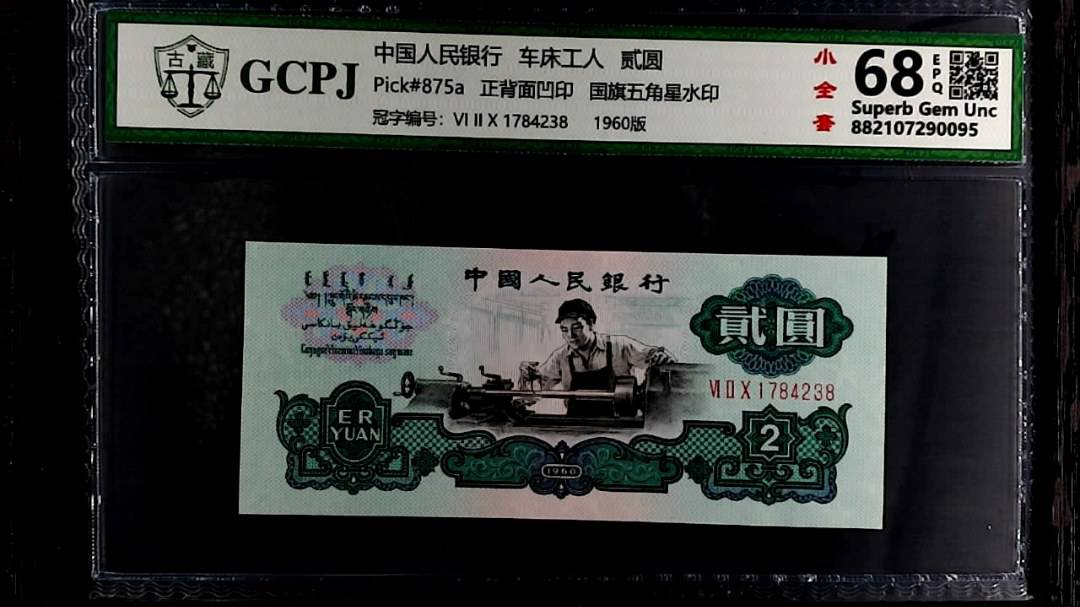 古藏
GCPJ
中国人民银行 车床工人 贰圆
Pick#875a 正背面凹印 国旗五角星水印
冠字编号: VI II X 1784238 1960版
小全套
68
EPQ
Superb Gem Unc
882107290095
中國人民銀行
貳圓
VI II X 1784238
ER
YUAN
1960
2